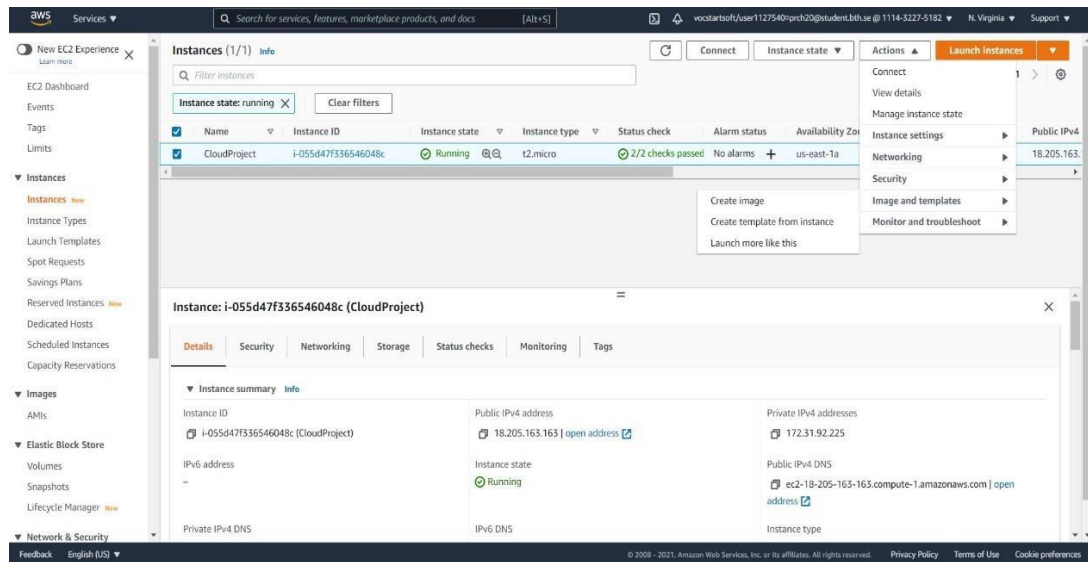 aws Services Search for services, features, marketplace products, and docs [Alt+S] vocstartsoft/user1127540=prch20@student.bth.se @ 1114-3227-5182 N. Virginia Support
New EC2 Experience
Learn more
EC2 Dashboard
Events
Tags
Limits
Instances
Instances New
Instance Types
Launch Templates
Spot Requests
Savings Plans
Reserved Instances New
Dedicated Hosts
Scheduled Instances
Capacity Reservations
Images
AMIs
Elastic Block Store
Volumes
Snapshots
Lifecycle Manager New
Network & Security
Instances (1/1) Info
Connect Instance state Actions Launch instances
Filter instances
1
Instance state: running Clear filters
Name Instance ID Instance state Instance type Status check Alarm status Availability Zo Public IPv4
CloudProject i-055d47f336546048c Running t2.micro 2/2 checks passed No alarms us-east-1a 18.205.163.
Connect
View details
Manage instance state
Instance settings
Networking
Security
Image and templates
Monitor and troubleshoot
Create image
Create template from instance
Launch more like this
Instance: i-055d47f336546048c (CloudProject)
Details Security Networking Storage Status checks Monitoring Tags
Instance summary Info
Instance ID
i-055d47f336546048c (CloudProject)
Public IPv4 address
18.205.163.163 | open address
Private IPv4 addresses
172.31.92.225
IPv6 address
–
Instance state
Running
Public IPv4 DNS
ec2-18-205-163-163.compute-1.amazonaws.com | open
address
Private IPv4 DNS
IPv6 DNS
Instance type
Feedback English (US) © 2008 - 2021, Amazon Web Services, Inc. or its affiliates. All rights reserved. Privacy Policy Terms of Use Cookie preferences